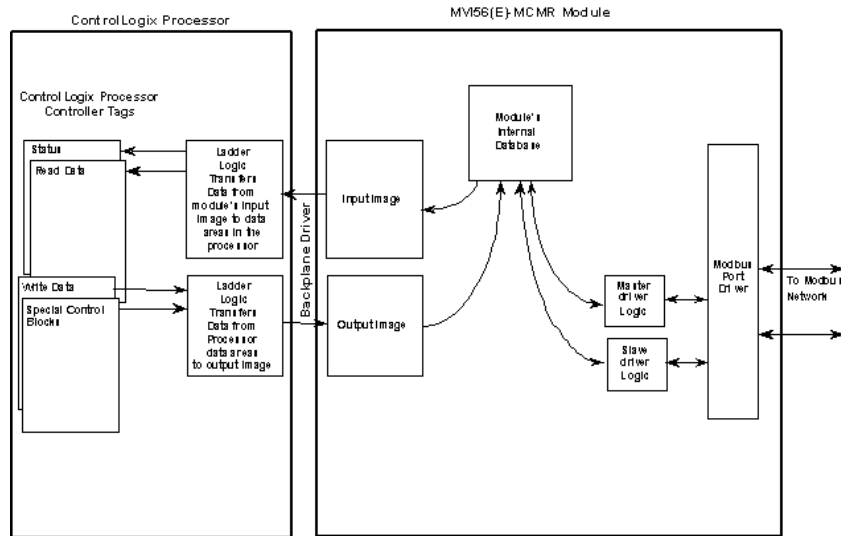 ControlLogix Processor
MVI56(E)-MCMR Module
Control Logix Processor
Controller Tags
Status
Read Data
Write Data
Special Control
Blocks
Ladder
Logic
Transfers
Data from
module's input
image to data
areas in the
processor
Ladder
Logic
Transfers
Data from
Processor
data areas
to output image
Backplane Driver
Input Image
Output Image
Module's
Internal
Database
Master
driver
Logic
Slave
driver
Logic
Modbus
Port
Driver
To Modbus
Network